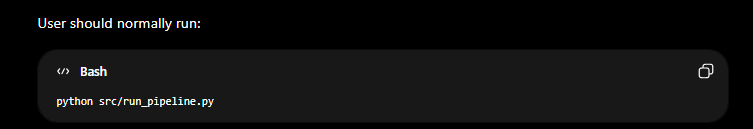 User should normally run:
</> Bash
python src/run_pipeline.py